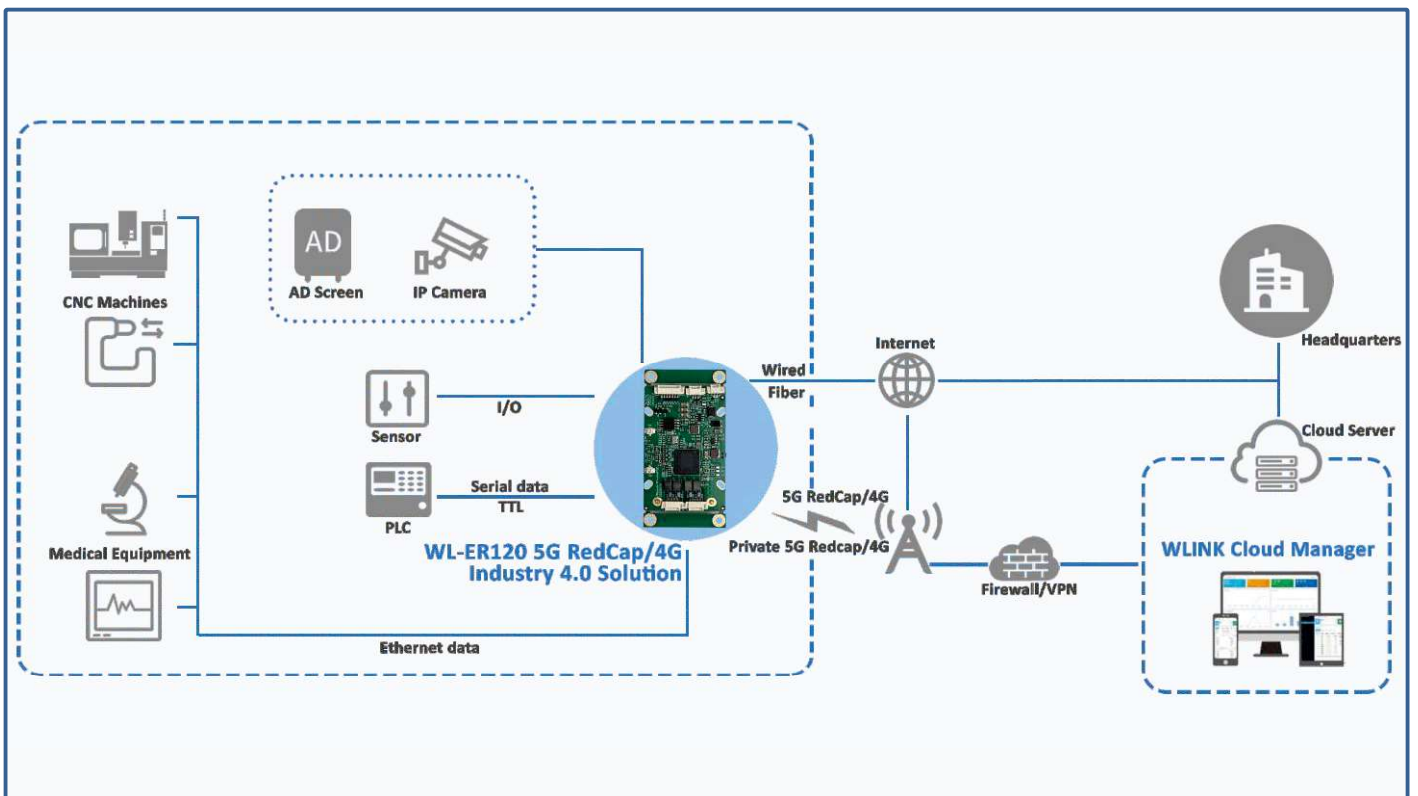 AD
AD Screen
IP Camera
CNC Machines
Internet
Headquarters
Wired
Fiber
I/O
Sensor
Cloud Server
Serial data
TTL
PLC
5G RedCap/4G
Private 5G Redcap/4G
WL-ER120 5G RedCap/4G
Industry 4.0 Solution
Medical Equipment
WLINK Cloud Manager
Firewall/VPN
Ethernet data